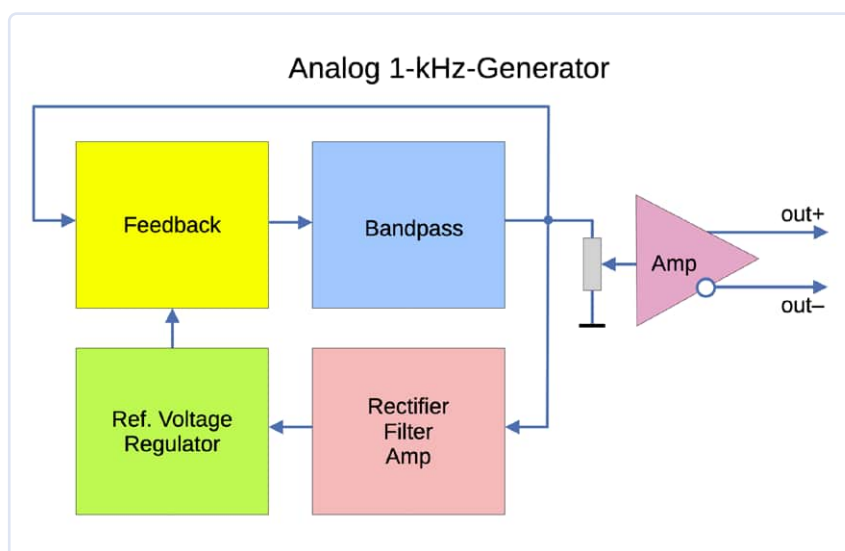 Analog 1-kHz-Generator
Feedback
Bandpass
Amp
out+
out–
Ref. Voltage
Regulator
Rectifier
Filter
Amp